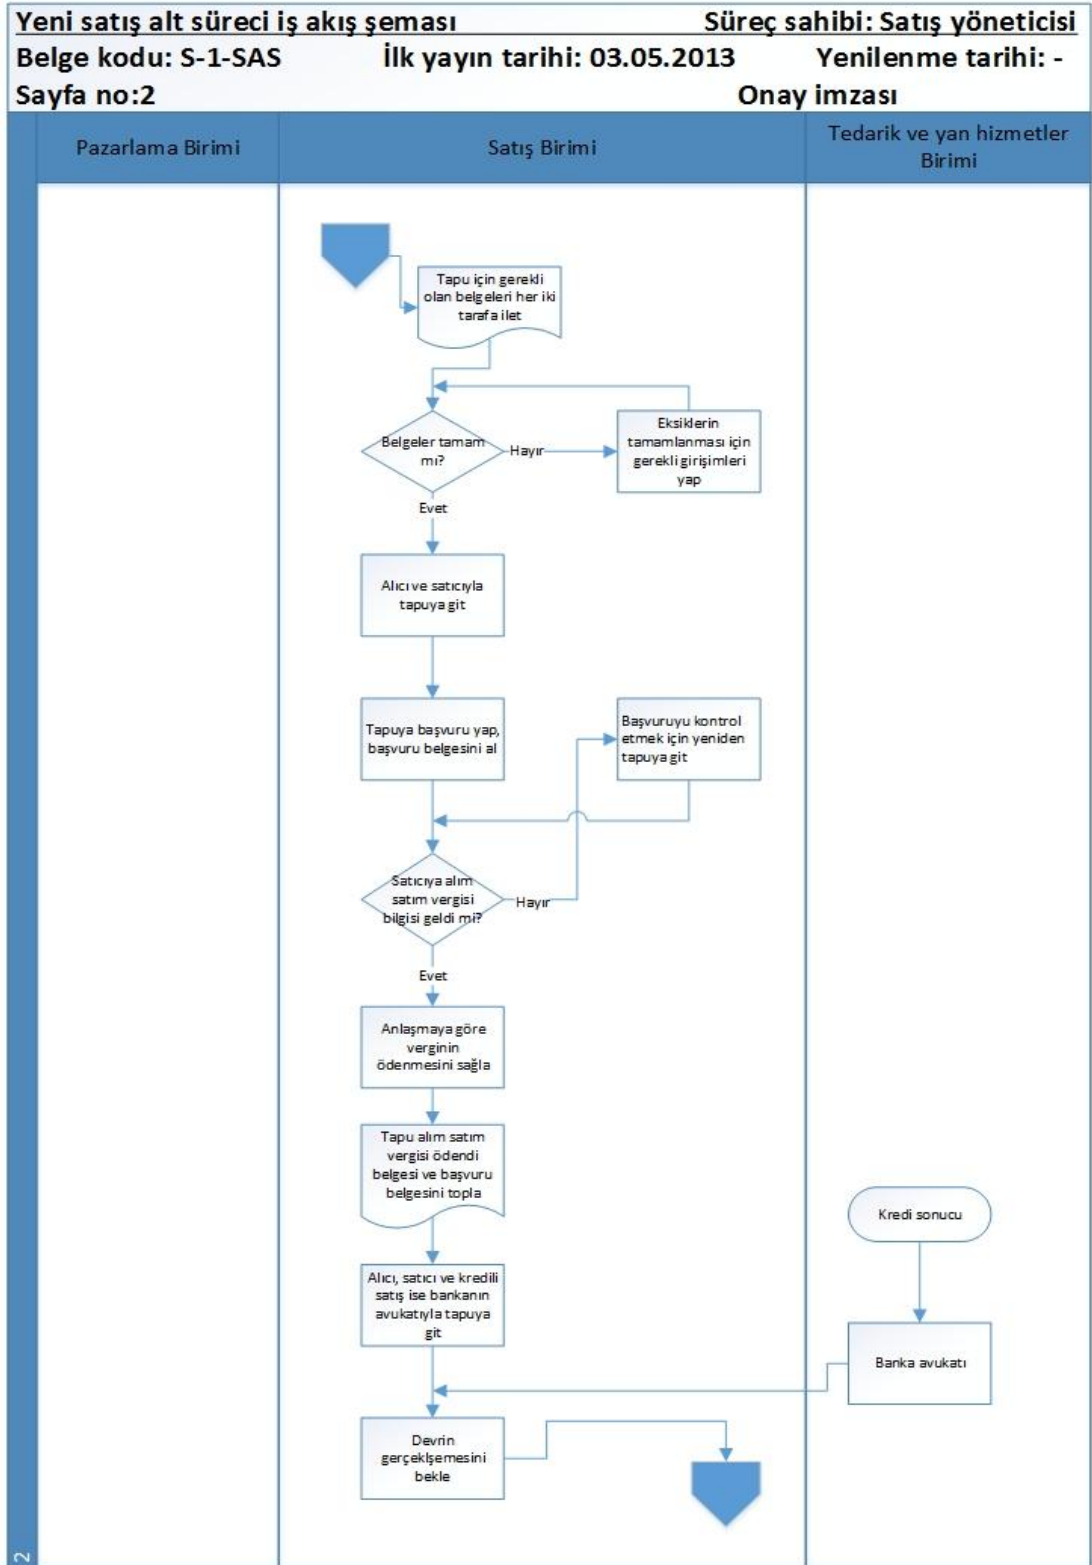 Yeni satış alt süreci iş akış şeması Süreç sahibi: Satış yöneticisi
Belge kodu: S-1-SAS İlk yayın tarihi: 03.05.2013 Yenilenme tarihi: -
Sayfa no:2 Onay imzası
Pazarlama Birimi
Satış Birimi
Tedarik ve yan hizmetler
Birimi
Tapu için gerekli
olan belgeleri her iki
tarafa ilet
Belgeler tamam
mı?
Hayır
Eksiklerin
tamamlanması için
gerekli girişimleri
yap
Evet
Alıcı ve satıcıyla
tapuya git
Tapuya başvuru yap,
başvuru belgesini al
Başvuruyu kontrol
etmek için yeniden
tapuya git
Satıcıya alım
satım vergisi
bilgisi geldi mi?
Hayır
Evet
Anlaşmaya göre
verginin
ödenmesini sağla
Tapu alım satım
vergisi ödendi
belgesi ve başvuru
belgesini topla
Kredi sonucu
Alıcı, satıcı ve kredili
satış ise bankanın
avukatıyla tapuya
git
Banka avukatı
Devrin
gerçeklşemesini
bekle
2